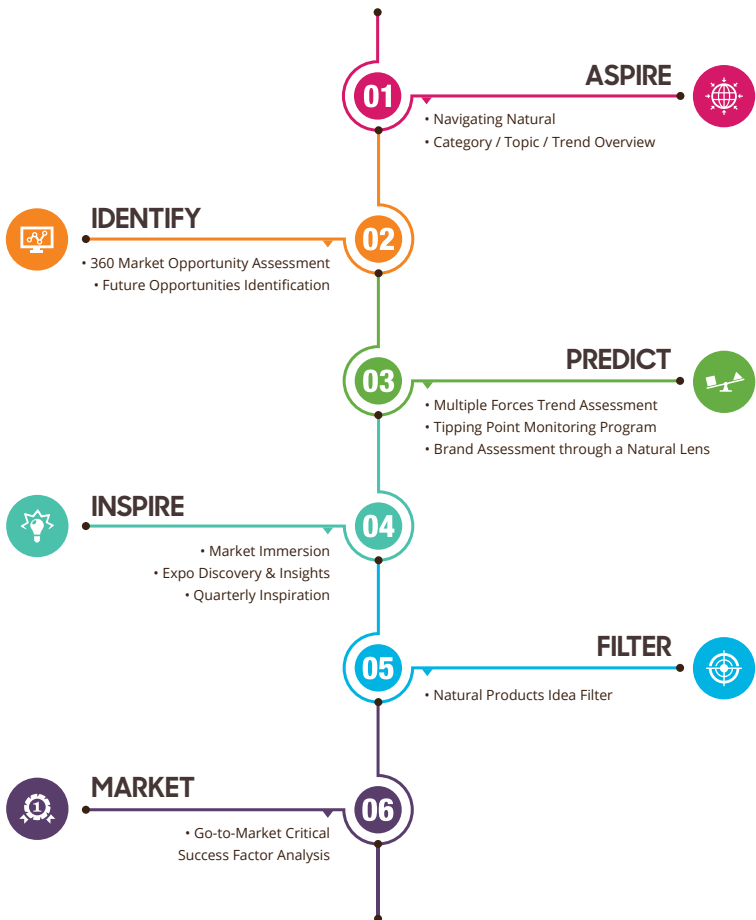 01
ASPIRE
• Navigating Natural
• Category / Topic / Trend Overview
IDENTIFY
02
• 360 Market Opportunity Assessment
• Future Opportunities Identification
03
PREDICT
• Multiple Forces Trend Assessment
• Tipping Point Monitoring Program
• Brand Assessment through a Natural Lens
INSPIRE
04
• Market Immersion
• Expo Discovery & Insights
• Quarterly Inspiration
05
FILTER
• Natural Products Idea Filter
MARKET
1
06
• Go-to-Market Critical
Success Factor Analysis